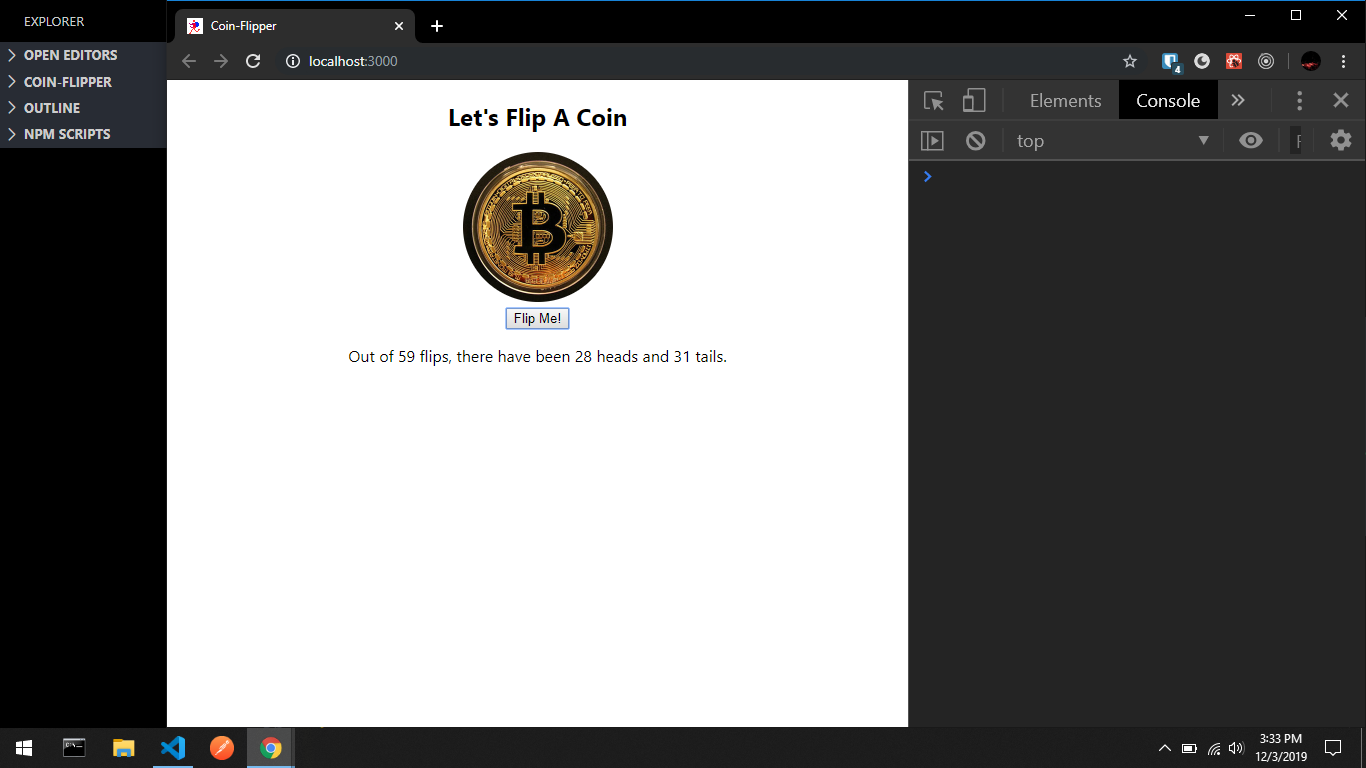 EXPLORER
OPEN EDITORS
COIN-FLIPPER
OUTLINE
NPM SCRIPTS
Coin-Flipper
localhost:3000
4
Elements
Console
top
Let's Flip A Coin
Flip Me!
Out of 59 flips, there have been 28 heads and 31 tails.
3:33 PM
12/3/2019